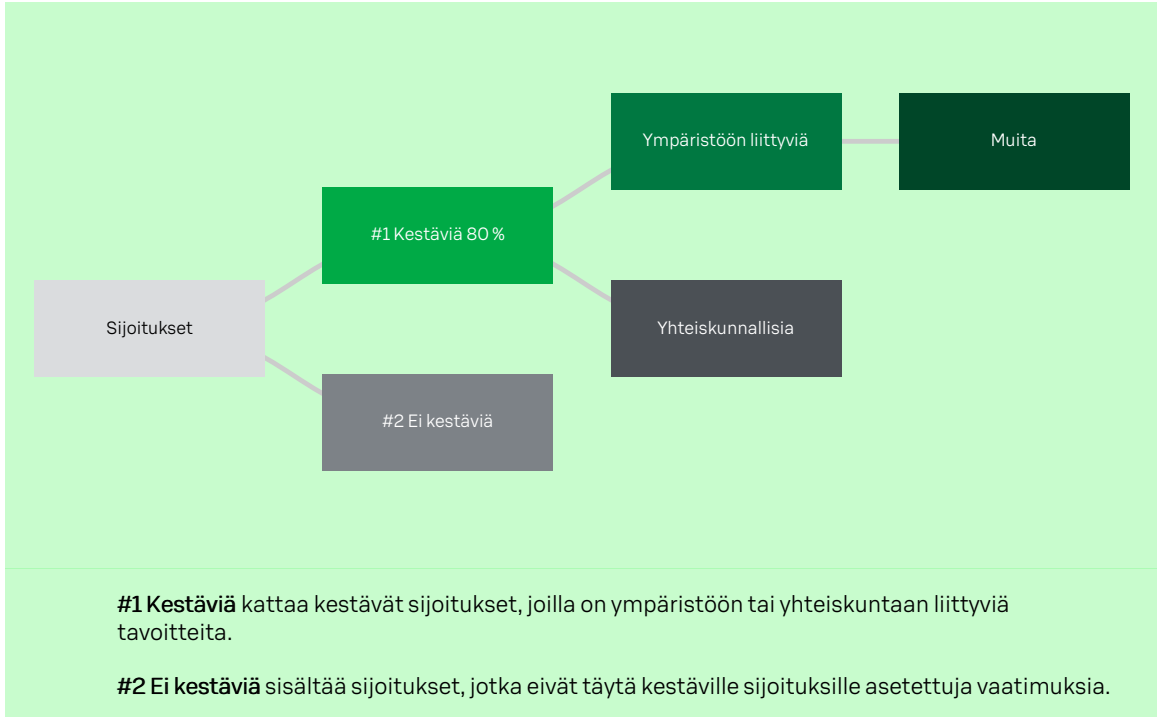 Ympäristöön liittyviä
Muita
#1 Kestäviä 80 %
Sijoitukset
Yhteiskunnallisia
#2 Ei kestäviä
#1 Kestäviä kattaa kestävät sijoitukset, joilla on ympäristöön tai yhteiskuntaan liittyviä
tavoitteita.
#2 Ei kestäviä sisältää sijoitukset, jotka eivät täytä kestäville sijoituksille asetettuja vaatimuksia.